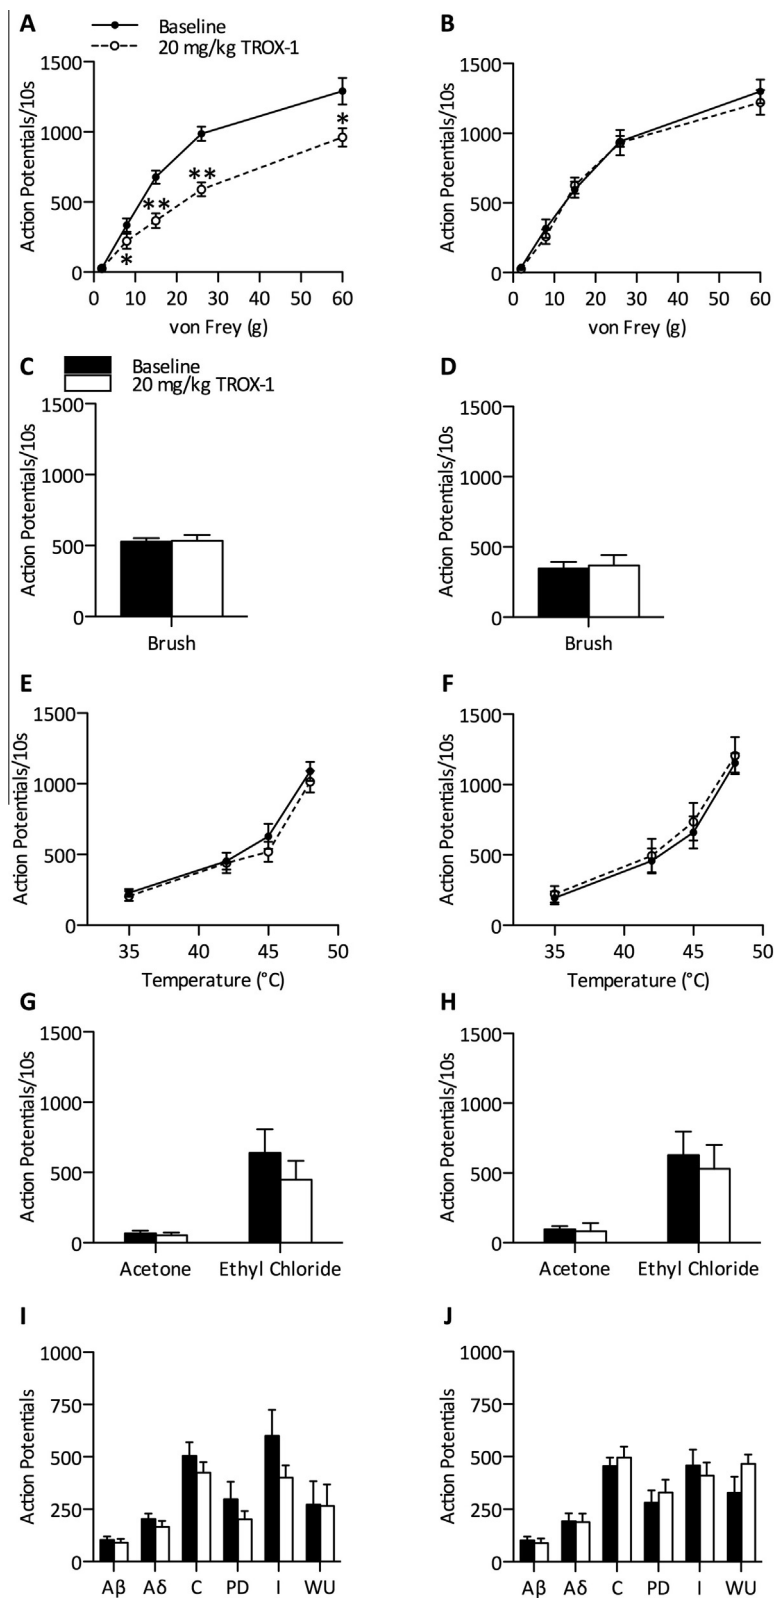 A
Baseline
20 mg/kg TROX-1
Action Potentials/10s
1500
1000
500
0
**
**
*
*
0 10 20 30 40 50 60
von Frey (g)
B
Action Potentials/10s
1500
1000
500
0
0 10 20 30 40 50 60
von Frey (g)
C
Baseline
20 mg/kg TROX-1
Action Potentials/10s
1500
1000
500
0
Brush
D
Action Potentials/10s
1500
1000
500
0
Brush
E
Action Potentials/10s
1500
1000
500
0
35 40 45 50
Temperature (°C)
F
Action Potentials/10s
1500
1000
500
0
35 40 45 50
Temperature (°C)
G
Action Potentials/10s
1500
1000
500
0
Acetone Ethyl Chloride
H
Action Potentials/10s
1500
1000
500
0
Acetone Ethyl Chloride
I
Action Potentials
1000
750
500
250
0
Aβ Aδ C PD I WU
J
Action Potentials
1000
750
500
250
0
Aβ Aδ C PD I WU